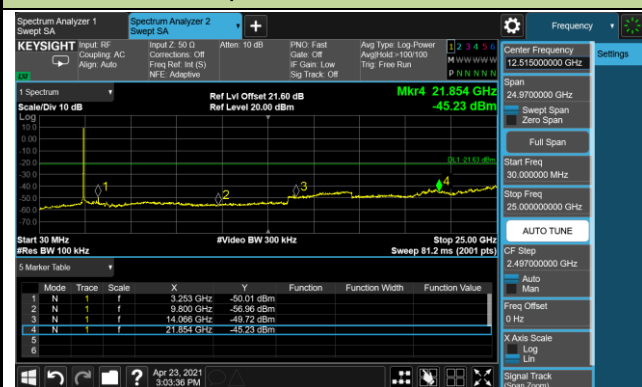 Spectrum Analyzer 1
Swept SA
Spectrum Analyzer 2
Swept SA
+
Frequency
KEYSIGHT
Input: RF
Coupling: AC
Align: Auto
Input Z: 50 Ω
Corrections: Off
Freq Ref: Int (S)
NFE: Adaptive
Atten: 10 dB
PNO: Fast
Gate: Off
IF Gain: Low
Sig Track: Off
Avg Type: Log-Power
Avg|Hold:>100/100
Trig: Free Run
1 2 3 4 5 6
M W W W W W
P N N N N N
LXI
1 Spectrum
Scale/Div 10 dB
Ref Lvl Offset 21.60 dB
Ref Level 20.00 dBm
Mkr4 21.854 GHz
-45.23 dBm
Log
10.0
0.00
-10.0
-20.0
-30.0
-40.0
-50.0
-60.0
-70.0
DL1 -21.63 dBm
1
2
3
4
Start 30 MHz
#Res BW 100 kHz
#Video BW 300 kHz
Stop 25.00 GHz
Sweep 81.2 ms (2001 pts)
5 Marker Table
Mode Trace Scale X Y Function Function Width Function Value
1 N 1 f 3.253 GHz -50.01 dBm
2 N 1 f 9.800 GHz -56.96 dBm
3 N 1 f 14.066 GHz -49.72 dBm
4 N 1 f 21.854 GHz -45.23 dBm
5
6
Center Frequency
12.515000000 GHz
Settings
Span
24.9700000 GHz
Swept Span
Zero Span
Full Span
Start Freq
30.000000 MHz
Stop Freq
25.00000000 GHz
AUTO TUNE
CF Step
2.497000000 GHz
Auto
Man
Freq Offset
0 Hz
X Axis Scale
Log
Lin
Signal Track
(Span Zoom)
?
Apr 23, 2021
3:03:36 PM